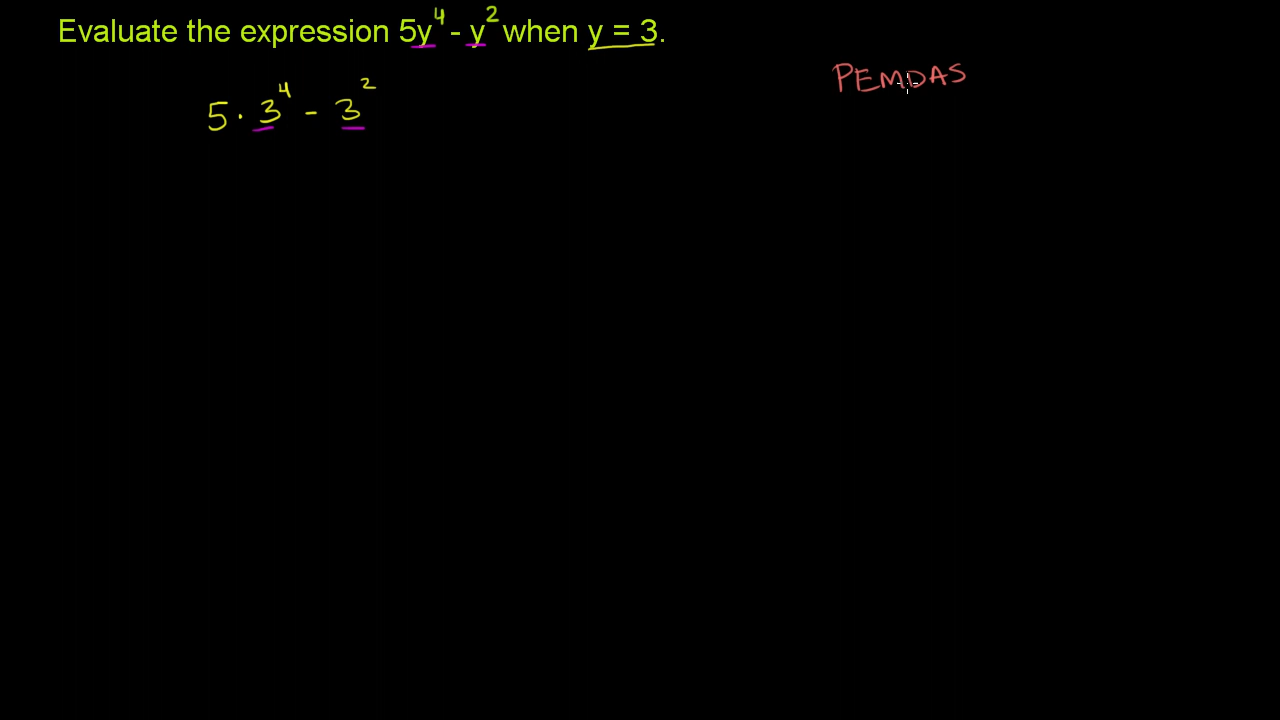 Evaluate the expression 5y⁴ - y² when y = 3.
PEMDAS
5 · 3⁴ - 3²